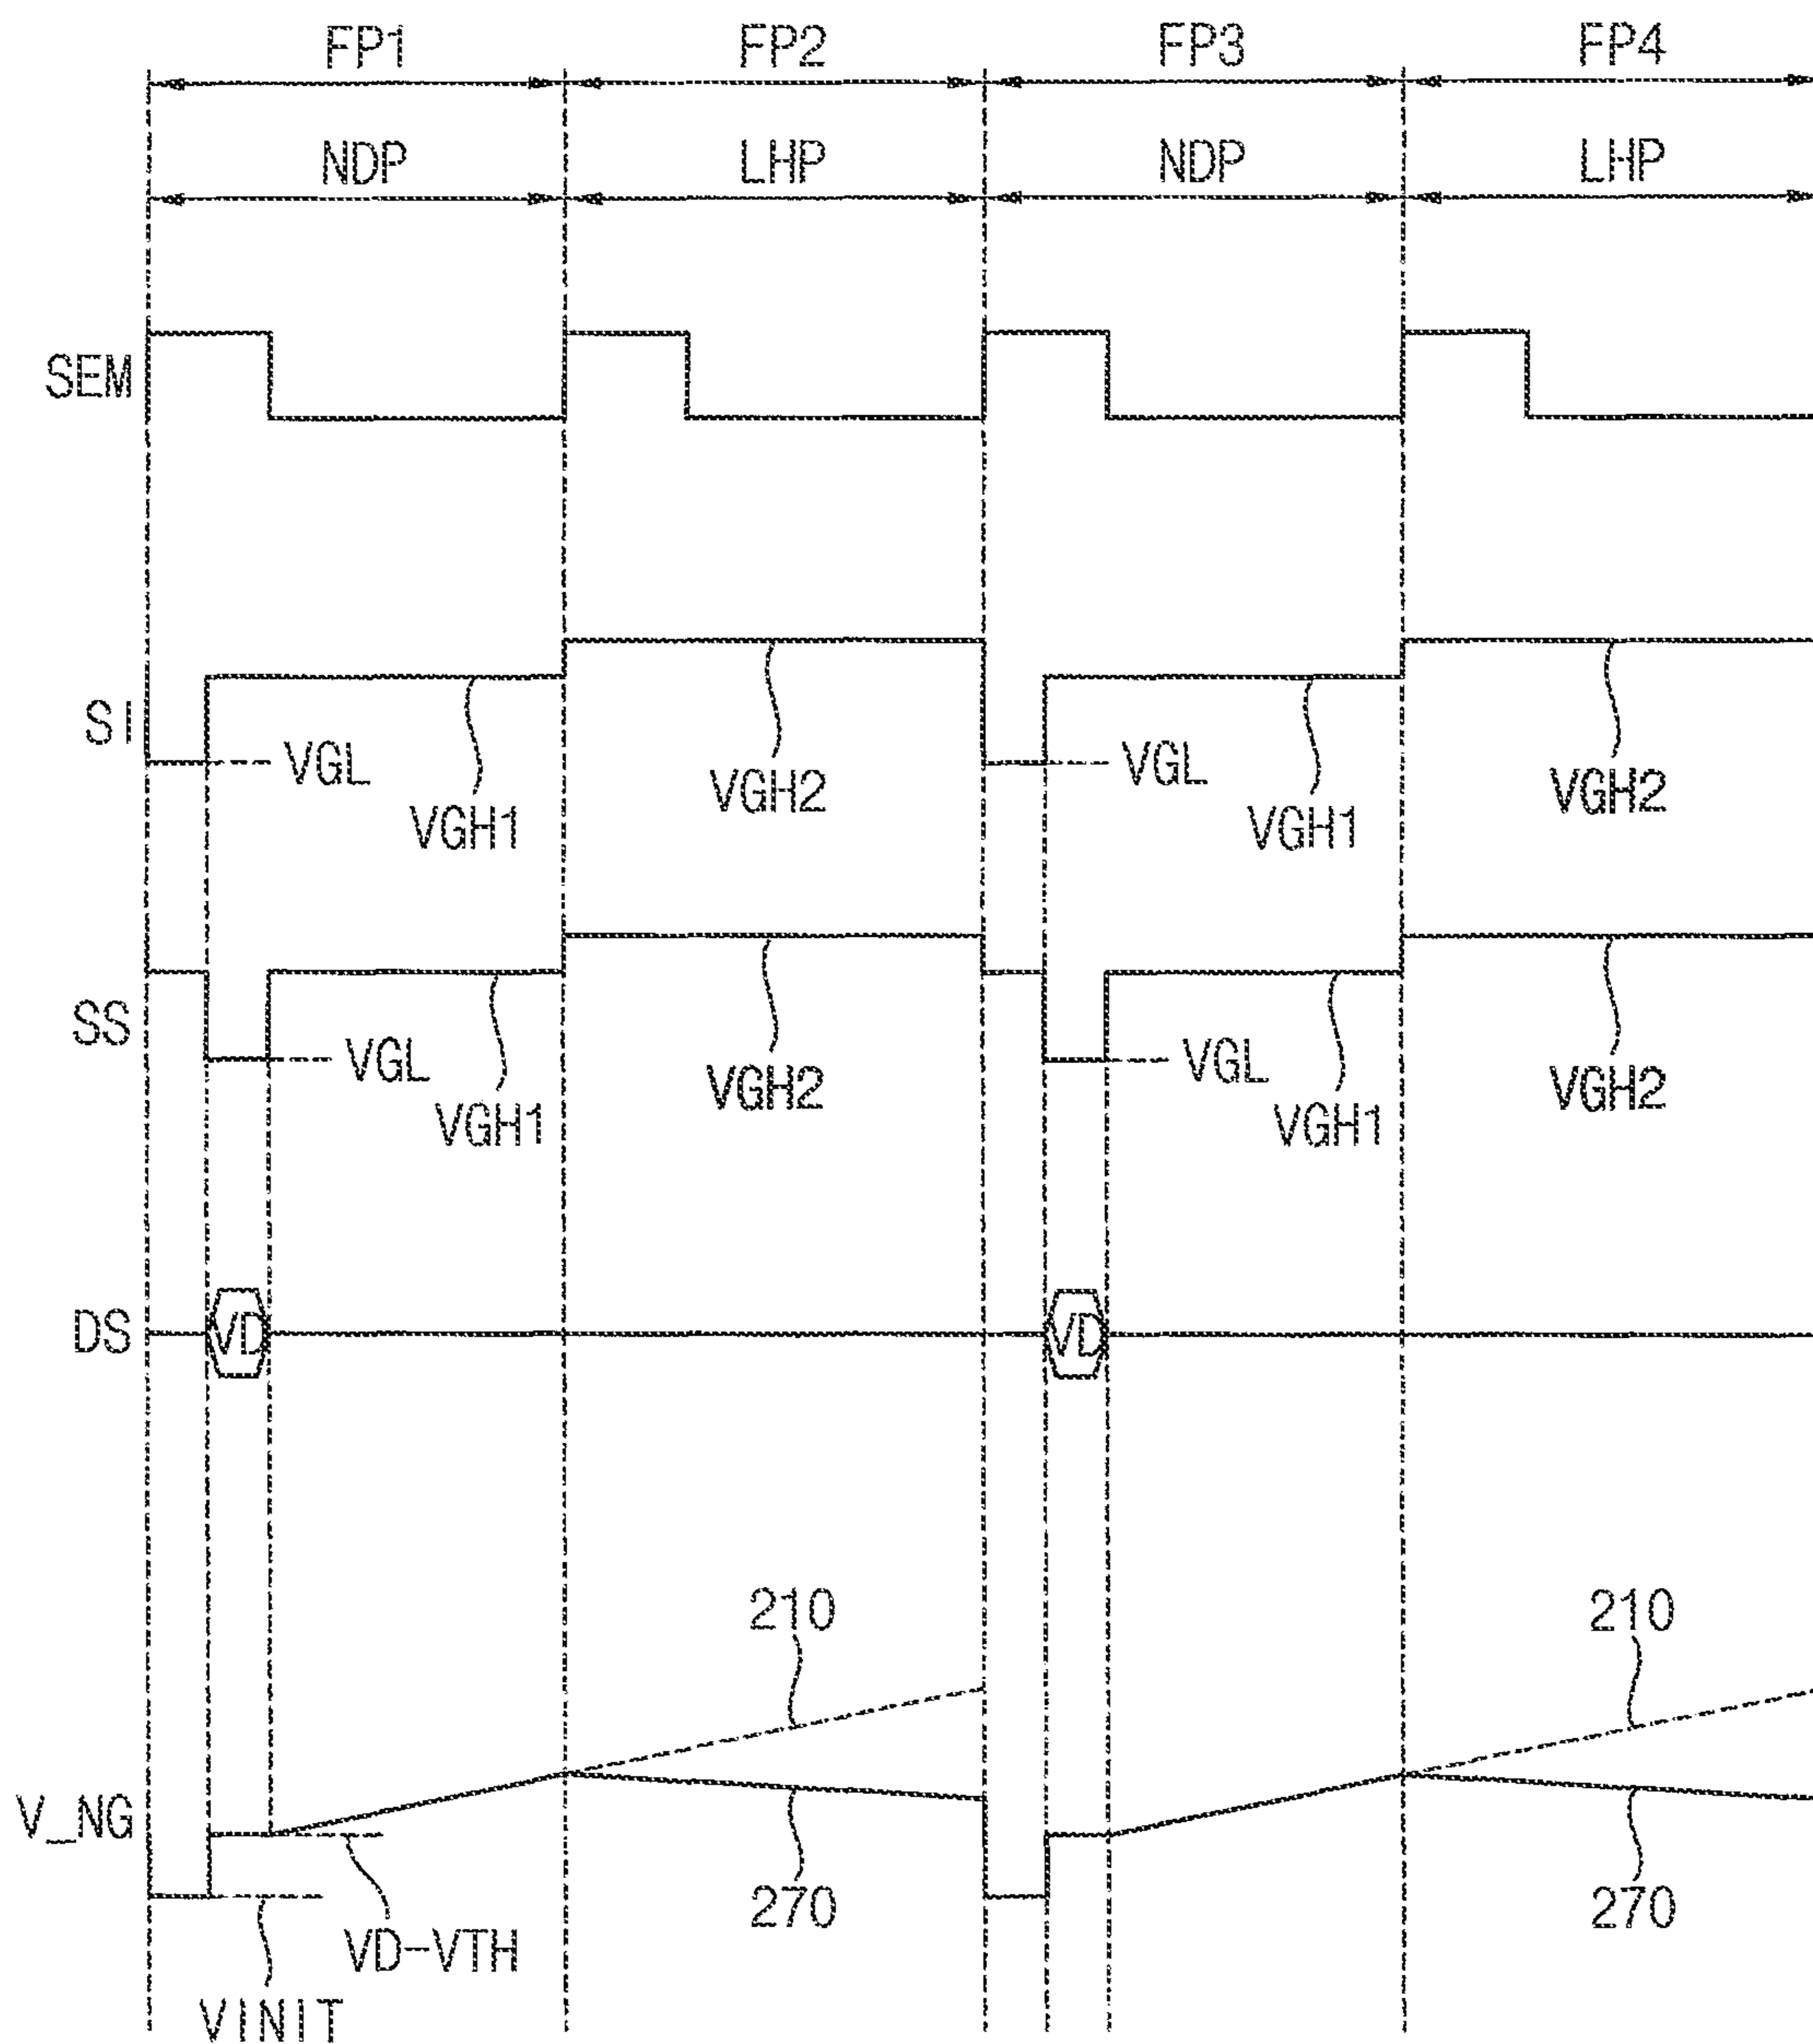 FP1 FP2 FP3 FP4
NDP LHP NDP LHP
SEM
SI VGL VGH1 VGH2 VGL VGH1 VGH2
SS VGL VGH1 VGH2 VGL VGH1 VGH2
DS VD VD
210 210
V_NG
270 270
VD-VTH
VINIT